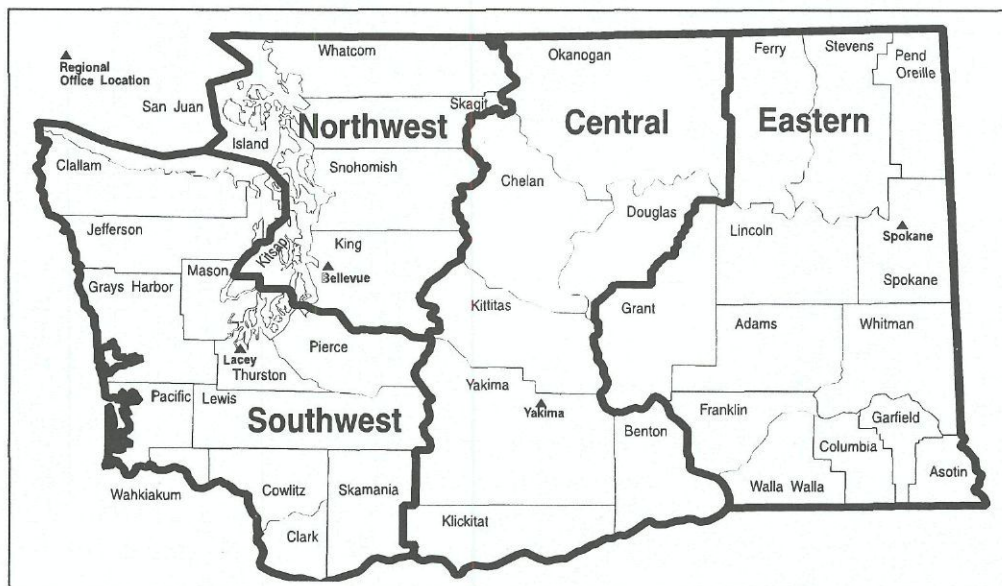 Regional
Office Location
San Juan
Whatcom
Skagit
Northwest
Island
Snohomish
Clallam
Jefferson
Kitsap
King
Bellevue
Mason
Grays Harbor
Pierce
Lacey
Thurston
Pacific
Lewis
Southwest
Wahkiakum
Cowlitz
Skamania
Clark
Okanogan
Central
Chelan
Douglas
Kittitas
Yakima
Yakima
Benton
Klickitat
Ferry
Stevens
Pend
Oreille
Eastern
Lincoln
Spokane
Spokane
Grant
Adams
Whitman
Franklin
Garfield
Columbia
Walla Walla
Asotin